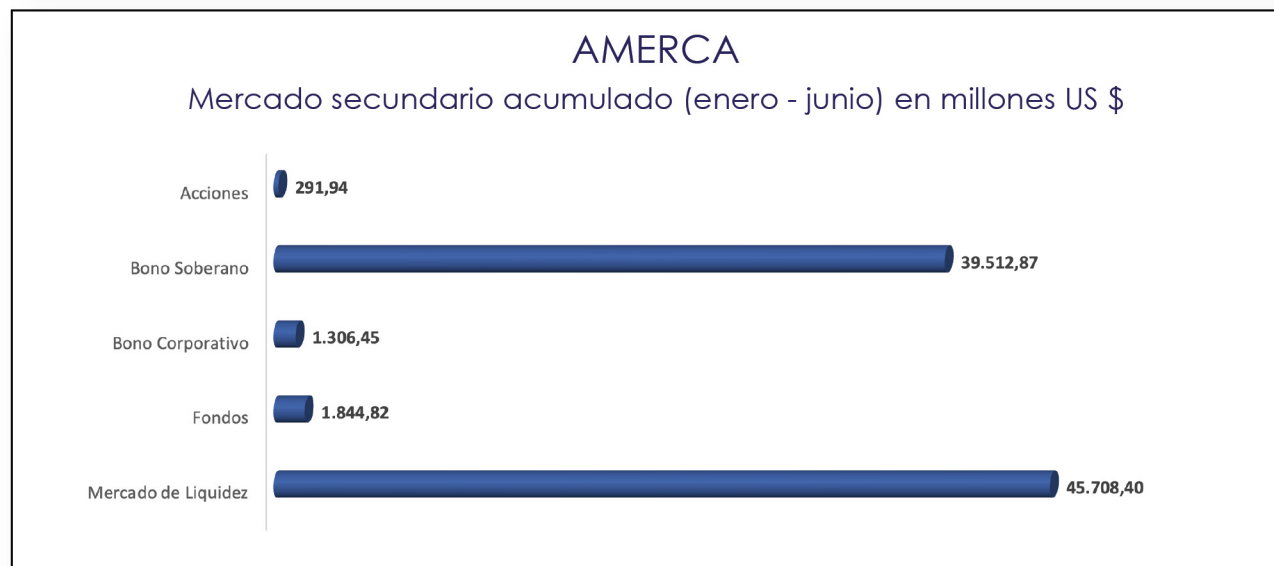 AMERCA
Mercado secundario acumulado (enero - junio) en millones US $
Acciones 291,94
Bono Soberano 39.512,87
Bono Corporativo 1.306,45
Fondos 1.844,82
Mercado de Liquidez 45.708,40